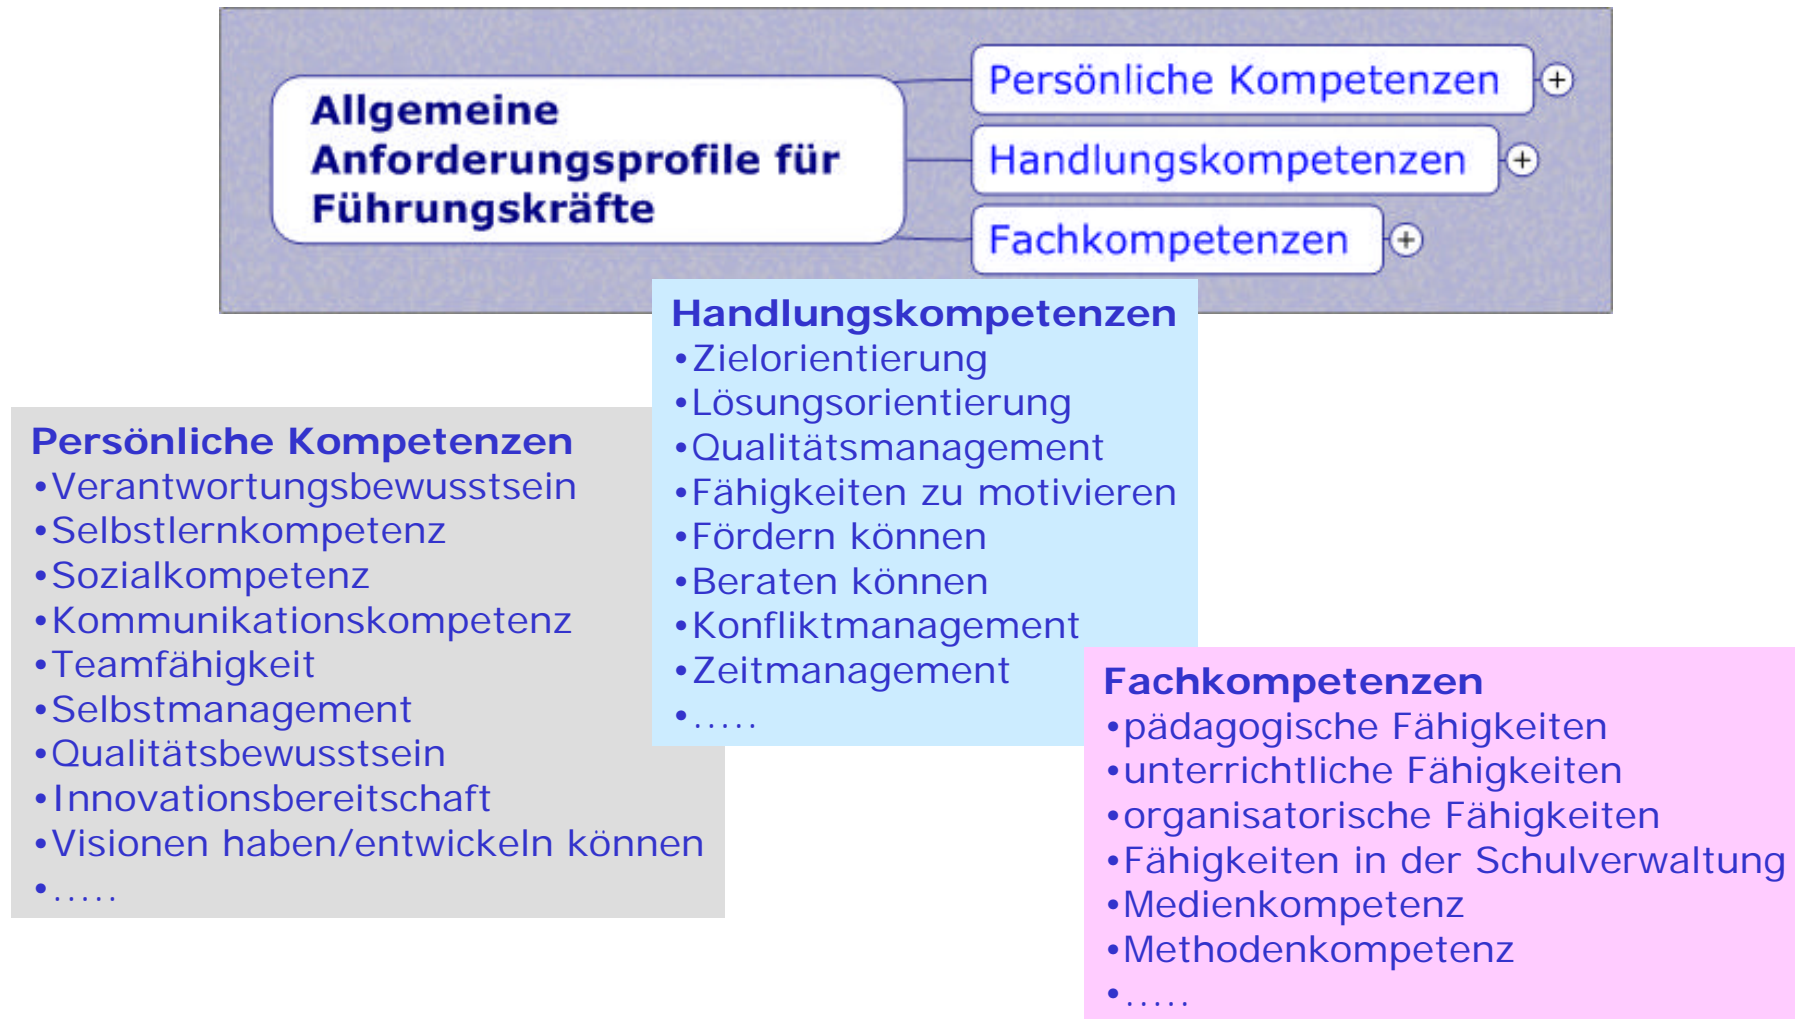 Allgemeine
Anforderungsprofile für
Führungskräfte
Persönliche Kompetenzen
Handlungskompetenzen
Fachkompetenzen
Handlungskompetenzen
•Zielorientierung
•Lösungsorientierung
•Qualitätsmanagement
•Fähigkeiten zu motivieren
•Fördern können
•Beraten können
•Konfliktmanagement
•Zeitmanagement
•.....
Persönliche Kompetenzen
•Verantwortungsbewusstsein
•Selbstlernkompetenz
•Sozialkompetenz
•Kommunikationskompetenz
•Teamfähigkeit
•Selbstmanagement
•Qualitätsbewusstsein
•Innovationsbereitschaft
•Visionen haben/entwickeln können
•.....
Fachkompetenzen
•pädagogische Fähigkeiten
•unterrichtliche Fähigkeiten
•organisatorische Fähigkeiten
•Fähigkeiten in der Schulverwaltung
•Medienkompetenz
•Methodenkompetenz
•.....